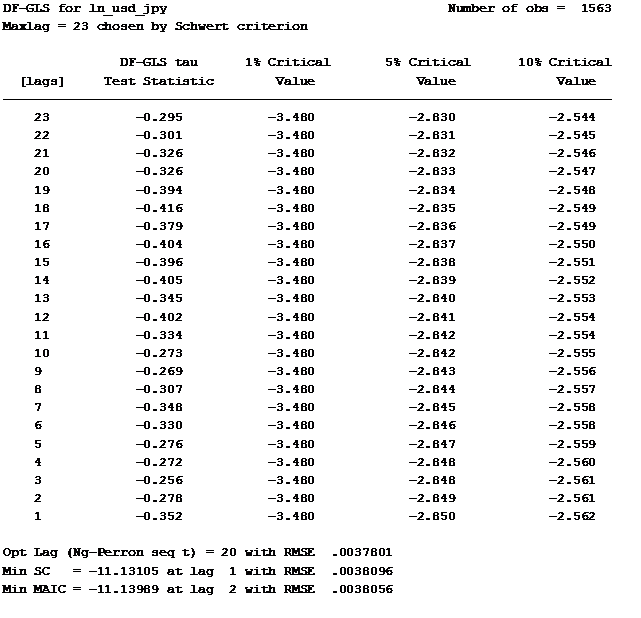 DF-GLS for ln_usd_jpy Number of obs = 1563
Maxlag = 23 chosen by Schwert criterion
DF-GLS tau 1% Critical 5% Critical 10% Critical
[lags] Test Statistic Value Value Value
23 -0.295 -3.480 -2.830 -2.544
22 -0.301 -3.480 -2.831 -2.545
21 -0.326 -3.480 -2.832 -2.546
20 -0.326 -3.480 -2.833 -2.547
19 -0.394 -3.480 -2.834 -2.548
18 -0.416 -3.480 -2.835 -2.549
17 -0.379 -3.480 -2.836 -2.549
16 -0.404 -3.480 -2.837 -2.550
15 -0.396 -3.480 -2.838 -2.551
14 -0.405 -3.480 -2.839 -2.552
13 -0.345 -3.480 -2.840 -2.553
12 -0.402 -3.480 -2.841 -2.554
11 -0.334 -3.480 -2.842 -2.554
10 -0.273 -3.480 -2.842 -2.555
9 -0.269 -3.480 -2.843 -2.556
8 -0.307 -3.480 -2.844 -2.557
7 -0.348 -3.480 -2.845 -2.558
6 -0.330 -3.480 -2.846 -2.558
5 -0.276 -3.480 -2.847 -2.559
4 -0.272 -3.480 -2.848 -2.560
3 -0.256 -3.480 -2.848 -2.561
2 -0.278 -3.480 -2.849 -2.561
1 -0.352 -3.480 -2.850 -2.562
Opt Lag (Ng-Perron seq t) = 20 with RMSE .0037801
Min SC = -11.13105 at lag 1 with RMSE .0038096
Min MAIC = -11.13989 at lag 2 with RMSE .0038056